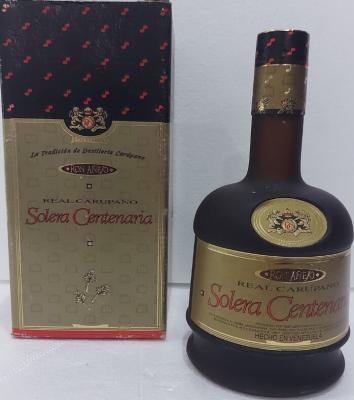 La Tradición de Destilería Carúpano
RON AÑEJO
REAL CARUPANO
Solera Centenaria
RON AÑEJO
REAL CARUPANO
Solera Centenari
HECHO EN VENEZUELA